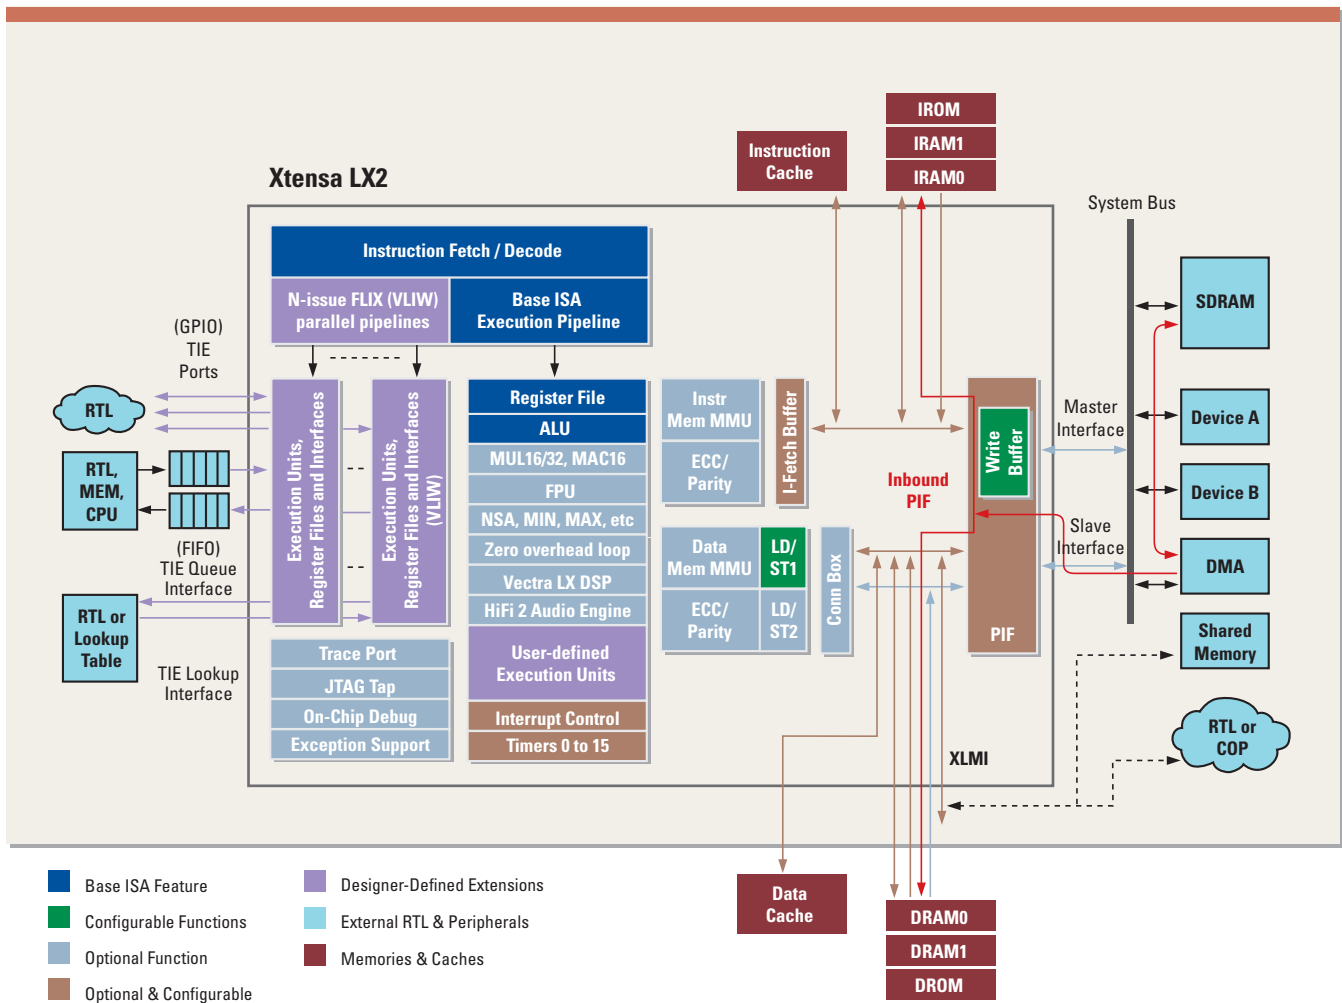 IROM
IRAM1
IRAM0
Instruction
Cache
Xtensa LX2
System Bus
Instruction Fetch / Decode
N-issue FLIX (VLIW)
parallel pipelines
Base ISA
Execution Pipeline
SDRAM
(GPIO)
TIE
Ports
RTL
Execution Units,
Register Files and Interfaces
Execution Units,
Register Files and Interfaces
(VLIW)
Register File
ALU
MUL16/32, MAC16
FPU
NSA, MIN, MAX, etc
Zero overhead loop
Vectra LX DSP
HiFi 2 Audio Engine
User-defined
Execution Units
Interrupt Control
Timers 0 to 15
Instr
Mem MMU
ECC/
Parity
I-Fetch Buffer
Write
Buffer
Inbound
PIF
Master
Interface
Device A
Device B
RTL,
MEM,
CPU
(FIFO)
TIE Queue
Interface
Data
Mem MMU
LD/
ST1
ECC/
Parity
LD/
ST2
Conn Box
PIF
Slave
Interface
DMA
RTL or
Lookup
Table
TIE Lookup
Interface
Shared
Memory
Trace Port
JTAG Tap
On-Chip Debug
Exception Support
RTL or
COP
XLMI
Base ISA Feature
Configurable Functions
Optional Function
Optional & Configurable
Designer-Defined Extensions
External RTL & Peripherals
Memories & Caches
Data
Cache
DRAM0
DRAM1
DROM